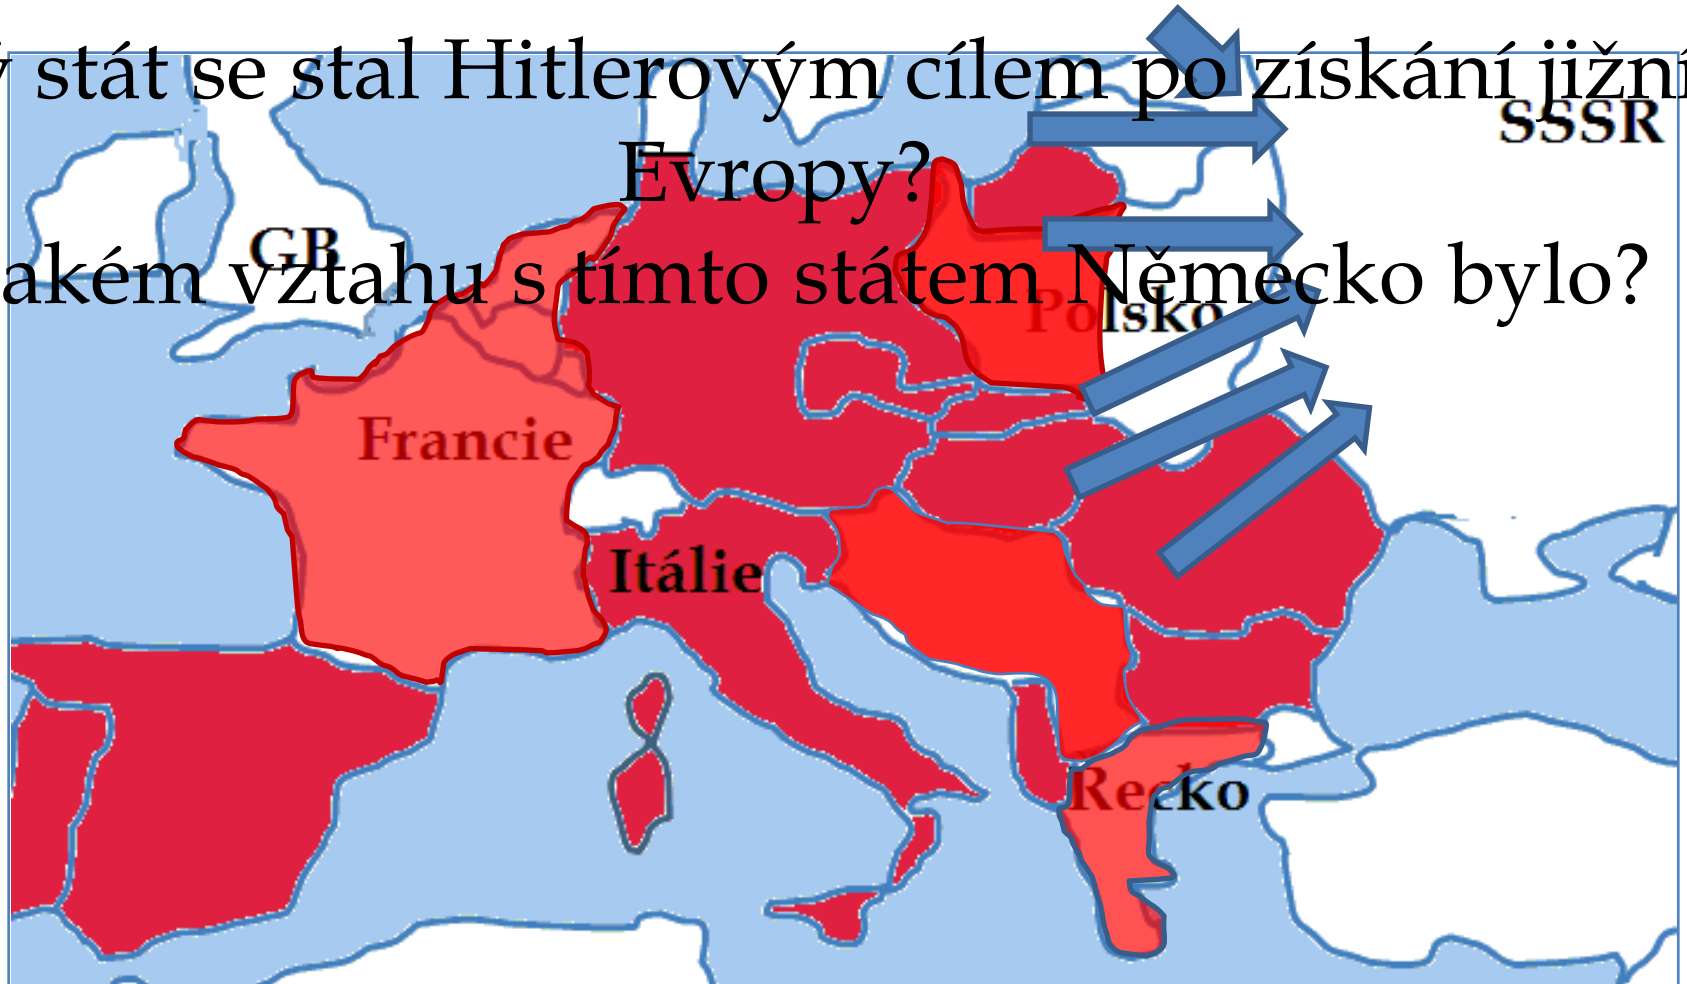 stát se stal Hitlerovým cílem po získání jižní
Evropy?
akém vztahu s tímto státem Německo bylo?
SSSR
GB
Polsko
Francie
Itálie
Řecko